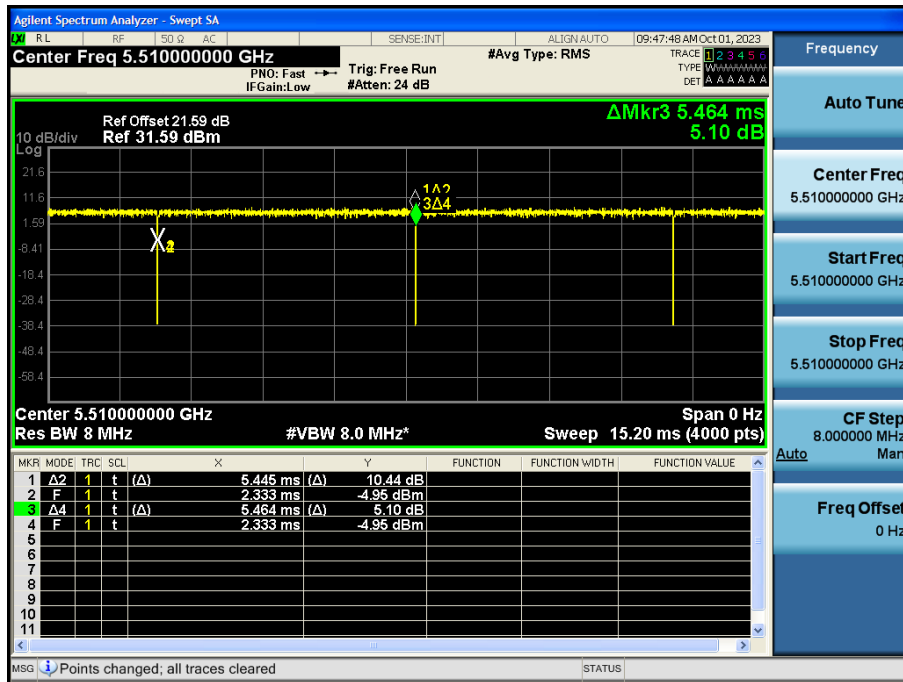 Agilent Spectrum Analyzer - Swept SA
LXI RL RF 50 Ω AC SENSE:INT ALIGN AUTO 09:47:48 AM Oct 01, 2023
Center Freq 5.510000000 GHz
PNO: Fast
IFGain:Low
Trig: Free Run
#Atten: 24 dB
#Avg Type: RMS
TRACE 1 2 3 4 5 6
TYPE WWWWWW
DET A A A A A A
Frequency
ΔMkr3 5.464 ms
5.10 dB
Ref Offset 21.59 dB
10 dB/div Ref 31.59 dBm
Log
21.6
11.6
1.59
-8.41
-18.4
-28.4
-38.4
-48.4
-58.4
1Δ2
3Δ4
X 2
Center 5.510000000 GHz Span 0 Hz
Res BW 8 MHz #VBW 8.0 MHz* Sweep 15.20 ms (4000 pts)
MKR MODE TRC SCL X Y FUNCTION FUNCTION WIDTH FUNCTION VALUE
1 Δ2 1 t (Δ) 5.445 ms (Δ) 10.44 dB
2 F 1 t 2.333 ms -4.95 dBm
3 Δ4 1 t (Δ) 5.464 ms (Δ) 5.10 dB
4 F 1 t 2.333 ms -4.95 dBm
5
6
7
8
9
10
11
MSG Points changed; all traces cleared STATUS
Auto Tune
Center Freq
5.510000000 GHz
Start Freq
5.510000000 GHz
Stop Freq
5.510000000 GHz
CF Step
8.000000 MHz
Auto Man
Freq Offset
0 Hz